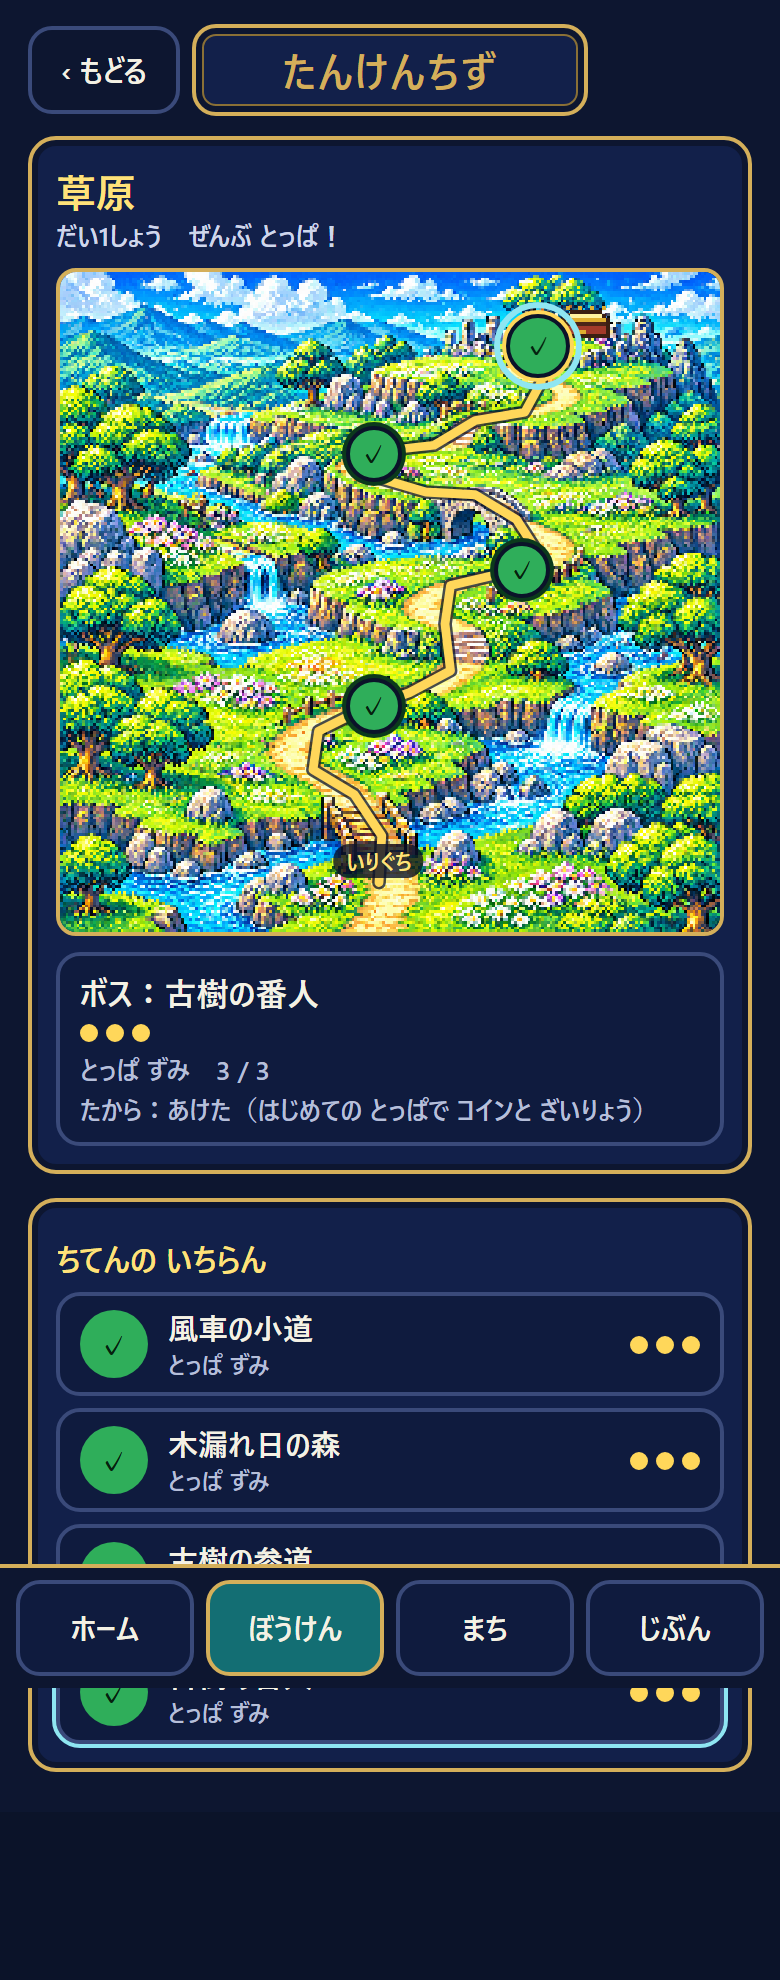 ‹ もどる
たんけんちず
草原
だい1しょう　ぜんぶ とっぱ！
いりぐち
ボス：古樹の番人
とっぱ ずみ　3 / 3
たから：あけた（はじめての とっぱで コインと ざいりょう）
ちてんの いちらん
風車の小道
とっぱ ずみ
木漏れ日の森
とっぱ ずみ
古樹の参道
ホーム
ぼうけん
まち
じぶん
とっぱ ずみ